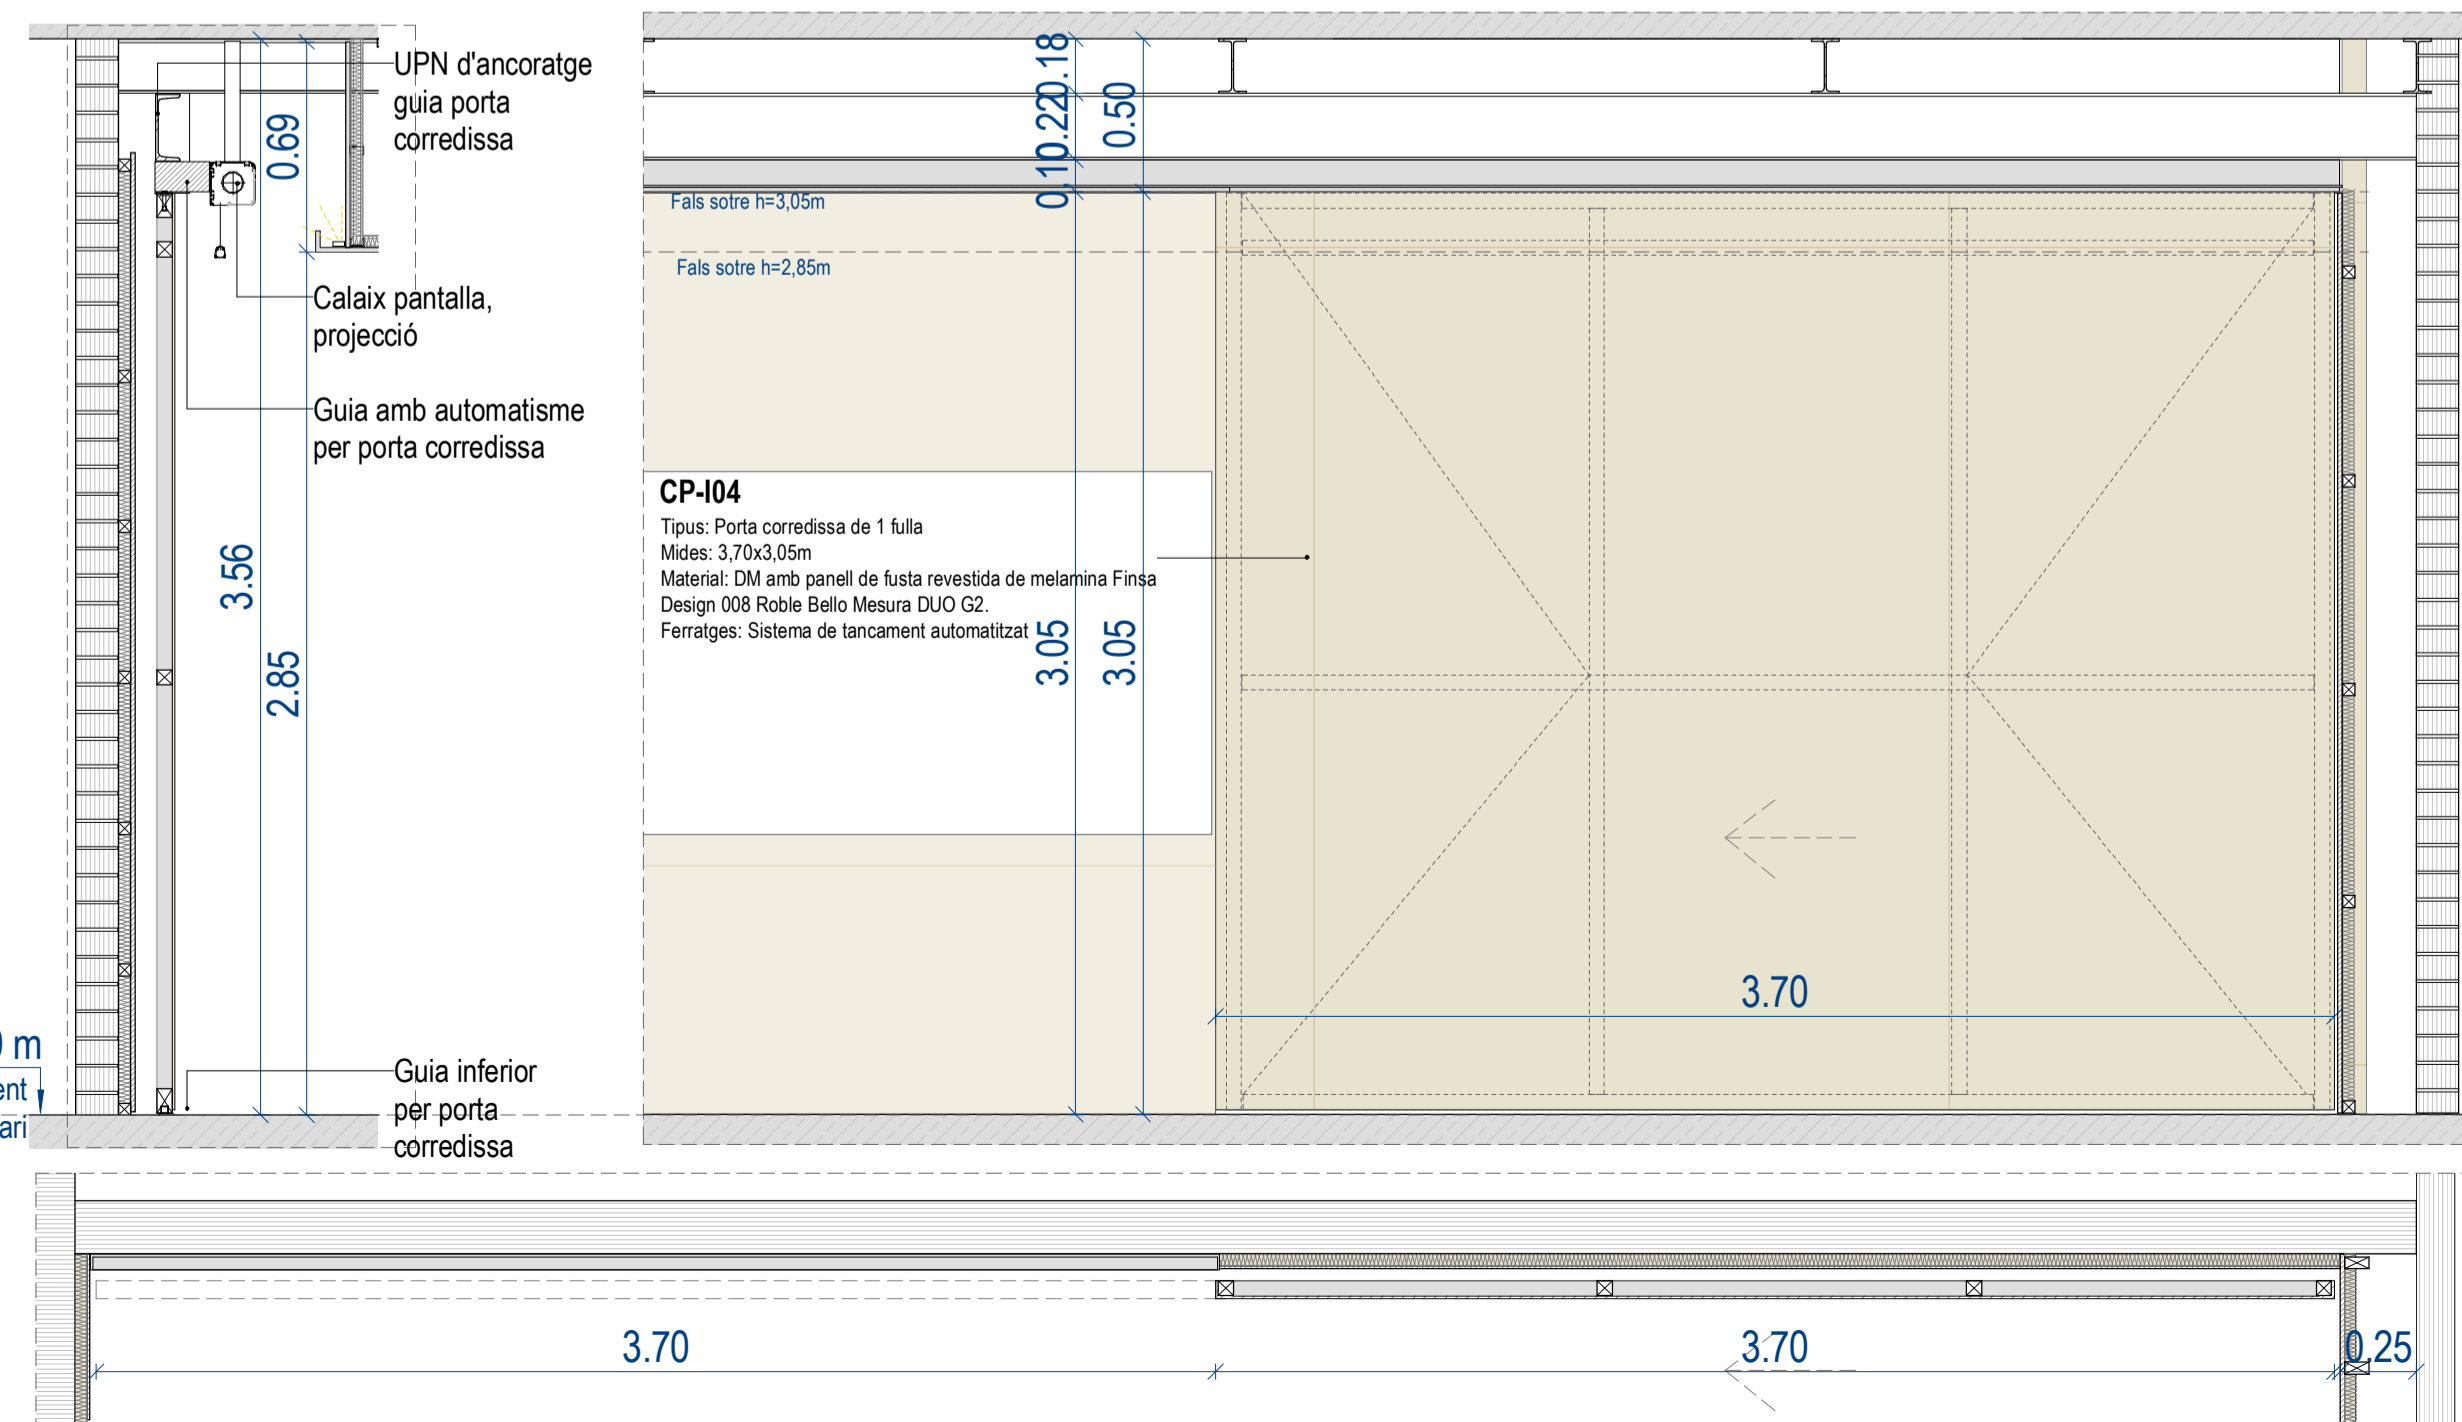 UPN d'ancoratge
guia porta
corredissa
0.69
Calaix pantalla,
projecció
Guia amb automatisme
per porta corredissa
3.56
2.85
Guia inferior
per porta
corredissa
m
0.18
0.22
0,10
0.50
Fals sotre h=3,05m
Fals sotre h=2,85m
CP-I04
Tipus: Porta corredissa de 1 fulla
Mides: 3,70x3,05m
Material: DM amb panell de fusta revestida de melamina Finsa
Design 008 Roble Bello Mesura DUO G2.
Ferratges: Sistema de tancament automatitzat
3.05
3.05
3.70
3.70
3.70
0.25